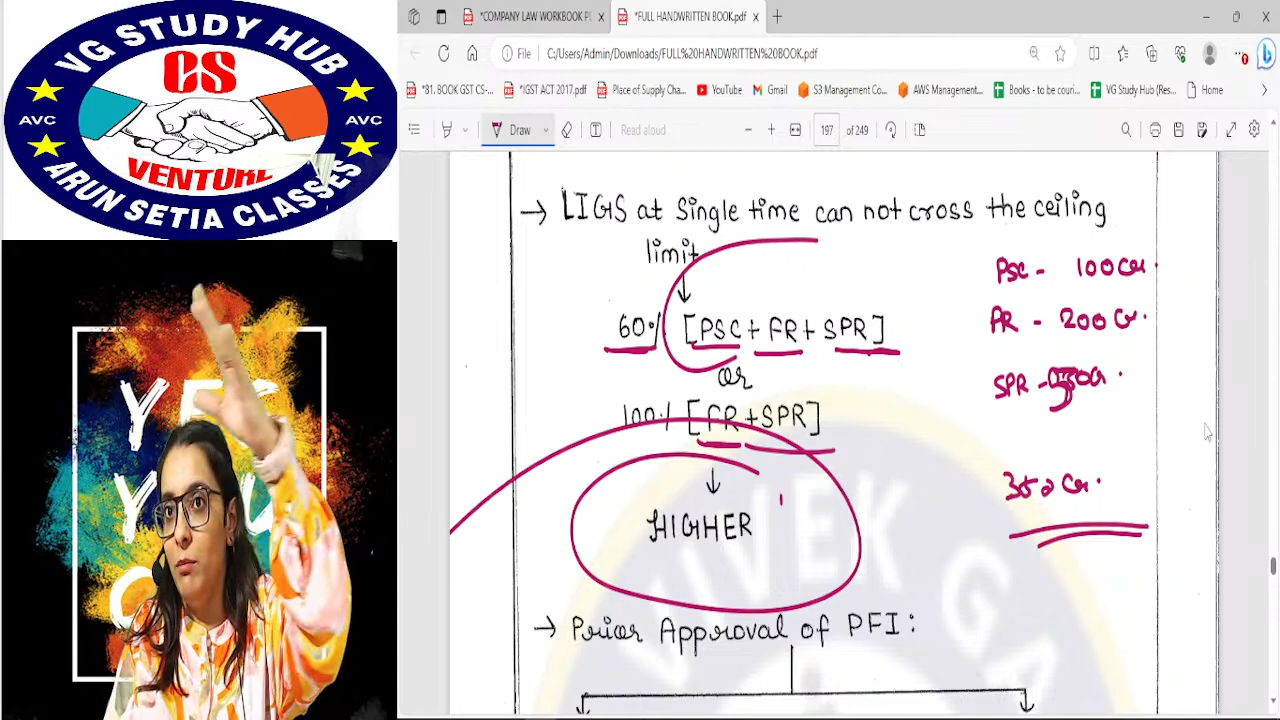 VG STUDY HUB
CS
AVC
AVC
VENTURE
ARUN SETIA CLASSES
YES
*COMPANY LAW WORKBOOK
*FULL HANDWRITTEN BOOK.pdf
File
C:/Users/Admin/Downloads/FULL%20HANDWRITTEN%20BOOK.pdf
*81. BOOK GST CS-...
*IGST ACT 2017.pdf
Place of Supply Cha...
YouTube
Gmail
S3 Management Co...
AWS Management...
Books - to be Couri...
VG Study Hub (Res...
Home
Draw
Read aloud
197 of 249
→ LIGS at Single time can not cross the ceiling
limit
60% [PSC + FR + SPR]
or
100% [FR + SPR]
HIGHER
→ Prior Approval of PFI:
PSC - 100 Cr.
FR - 200 Cr.
SPR -
350 Cr.
VIVEK G